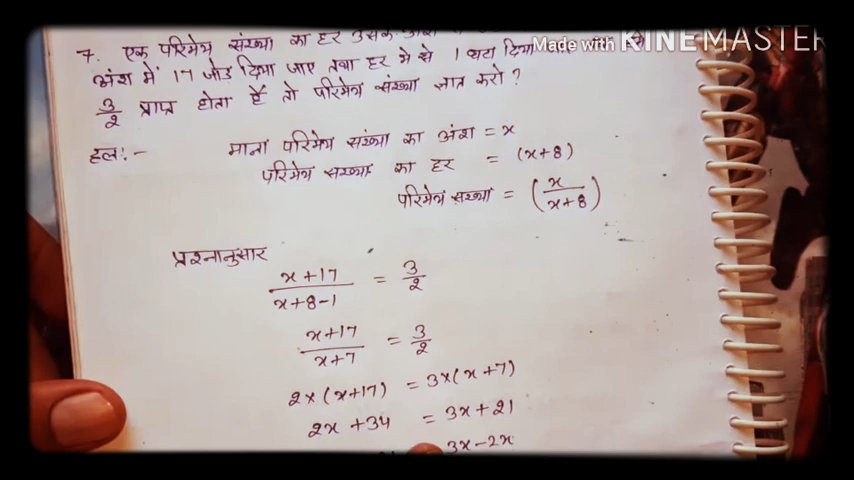 7. एक परिमेय संख्या का हर उसके अंश
Made with KINEMASTER
अंश में 17 जोड़ दिया जाए तथा हर में से 1 घटा दिया
3/2 प्राप्त होता है तो परिमेय संख्या ज्ञात करो ?
हल:- माना परिमेय संख्या का अंश = x
परिमेय संख्या का हर = (x+8)
परिमेय संख्या = (x/(x+8))
प्रश्नानुसार
(x+17)/(x+8-1) = 3/2
(x+17)/(x+7) = 3/2
2×(x+17) = 3×(x+7)
2x +34 = 3x+21
3x-2x